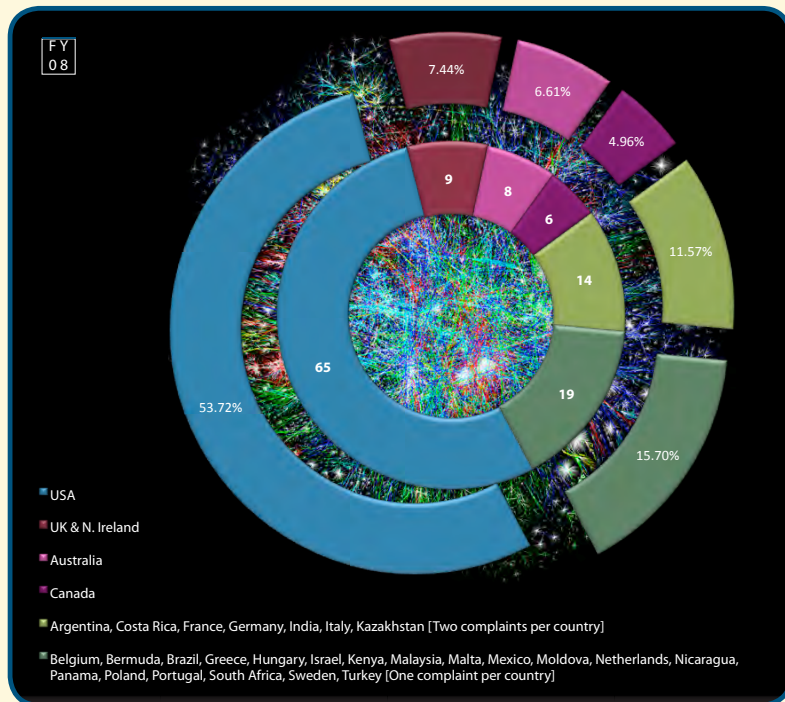 FY
08
7.44%
6.61%
4.96%
11.57%
15.70%
53.72%
9
8
6
14
19
65
USA
UK & N. Ireland
Australia
Canada
Argentina, Costa Rica, France, Germany, India, Italy, Kazakhstan [Two complaints per country]
Belgium, Bermuda, Brazil, Greece, Hungary, Israel, Kenya, Malaysia, Malta, Mexico, Moldova, Netherlands, Nicaragua,
Panama, Poland, Portugal, South Africa, Sweden, Turkey [One complaint per country]